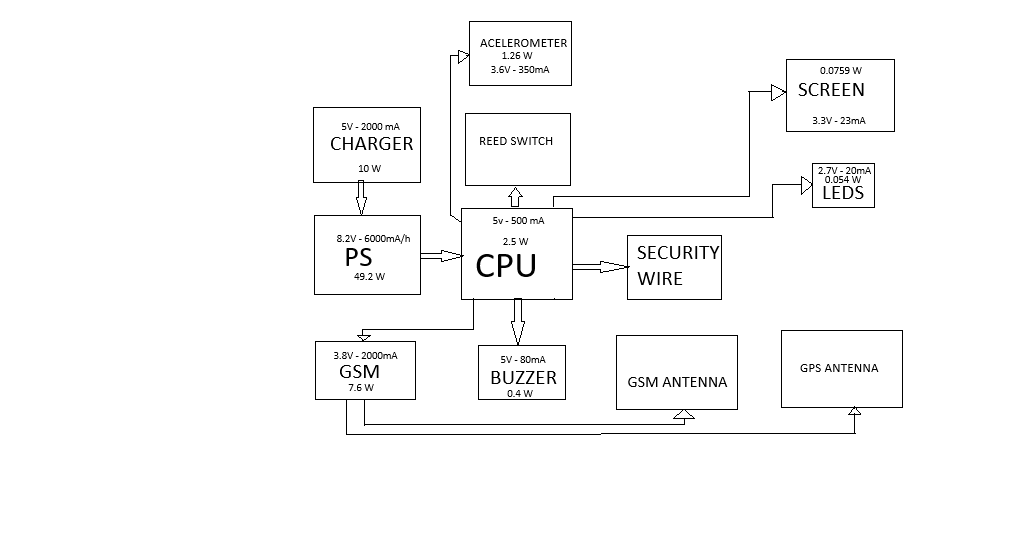 ACELEROMETER
1.26 W
3.6V - 350mA
0.0759 W
SCREEN
3.3V - 23mA
5V - 2000 mA
CHARGER
10 W
REED SWITCH
2.7V - 20mA
0.054 W
LEDS
8.2V - 6000mA/h
PS
49.2 W
5v - 500 mA
2.5 W
CPU
SECURITY
WIRE
3.8V - 2000mA
GSM
7.6 W
5V - 80mA
BUZZER
0.4 W
GSM ANTENNA
GPS ANTENNA